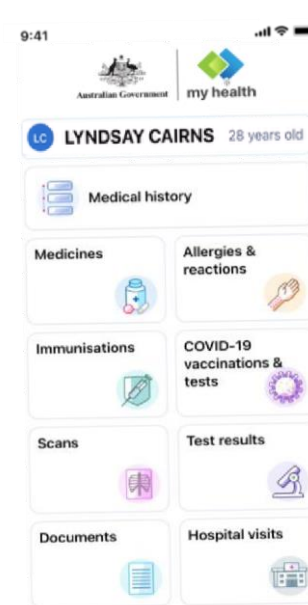 9:41
Australian Government
my health
LC LYNDSAY CAIRNS 28 years old
Medical history
Medicines
Allergies &
reactions
Immunisations
COVID-19
vaccinations &
tests
Scans
Test results
Documents
Hospital visits